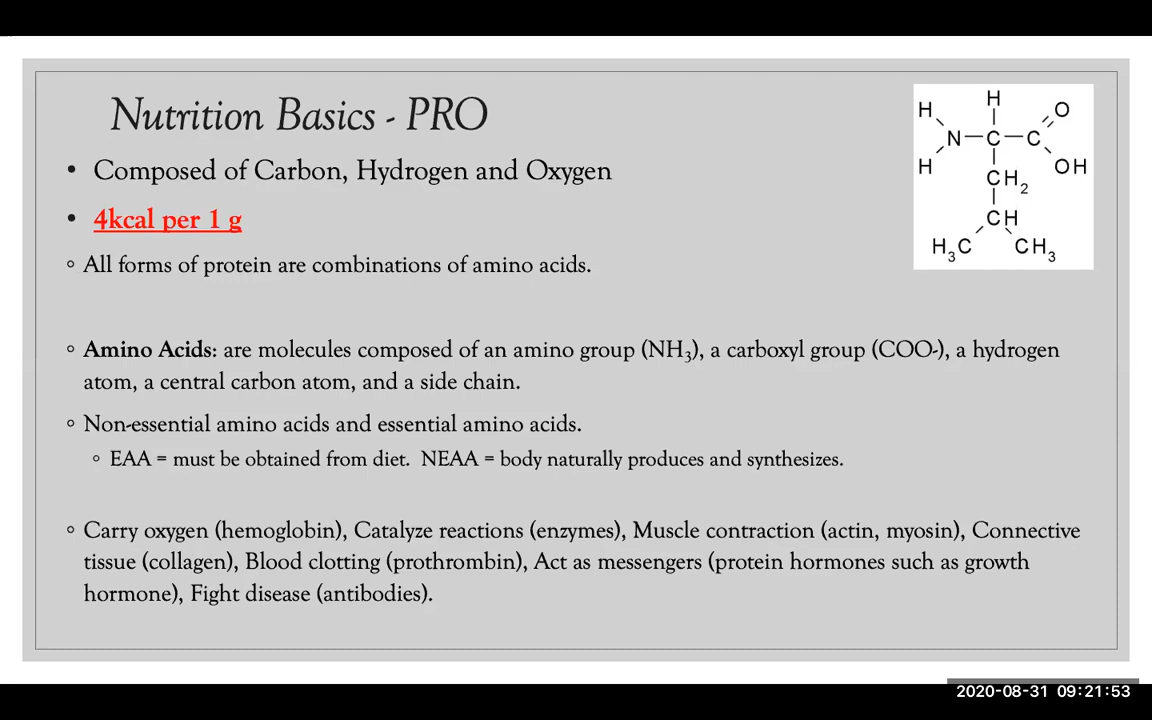 Nutrition Basics - PRO
• Composed of Carbon, Hydrogen and Oxygen
• 4kcal per 1 g
◦ All forms of protein are combinations of amino acids.
◦ Amino Acids: are molecules composed of an amino group (NH₃), a carboxyl group (COO-), a hydrogen
atom, a central carbon atom, and a side chain.
◦ Non-essential amino acids and essential amino acids.
◦ EAA = must be obtained from diet. NEAA = body naturally produces and synthesizes.
◦ Carry oxygen (hemoglobin), Catalyze reactions (enzymes), Muscle contraction (actin, myosin), Connective
tissue (collagen), Blood clotting (prothrombin), Act as messengers (protein hormones such as growth
hormone), Fight disease (antibodies).
H H O
N C C
H OH
CH₂
CH
H₃C CH₃
2020-08-31 09:21:53